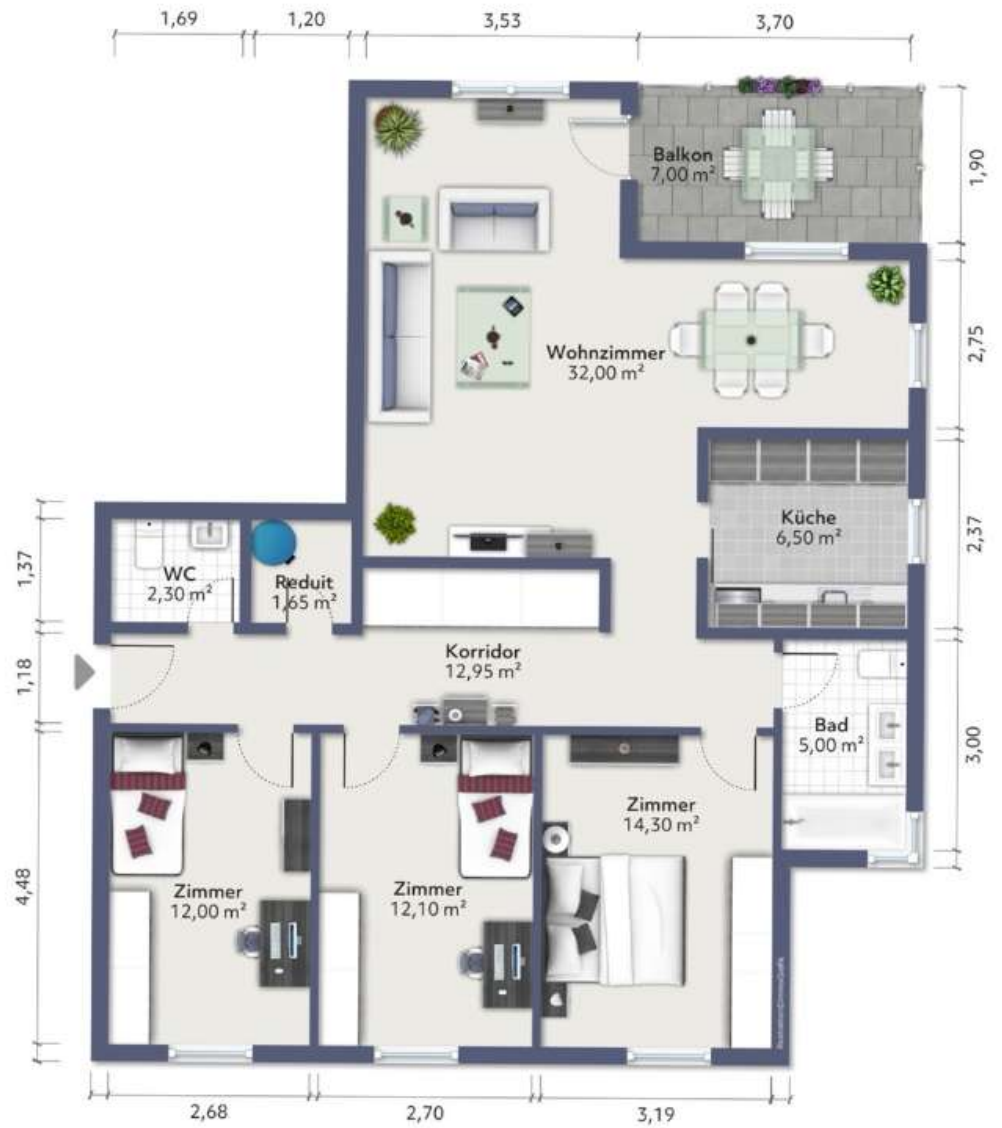 1,69
1,20
3,53
3,70
Balkon
7,00 m²
1,90
Wohnzimmer
32,00 m²
2,75
Küche
6,50 m²
2,37
WC
2,30 m²
Reduit
1,65 m²
1,37
Korridor
12,95 m²
1,18
Bad
5,00 m²
3,00
Zimmer
14,30 m²
Zimmer
12,00 m²
Zimmer
12,10 m²
4,48
2,68
2,70
3,19